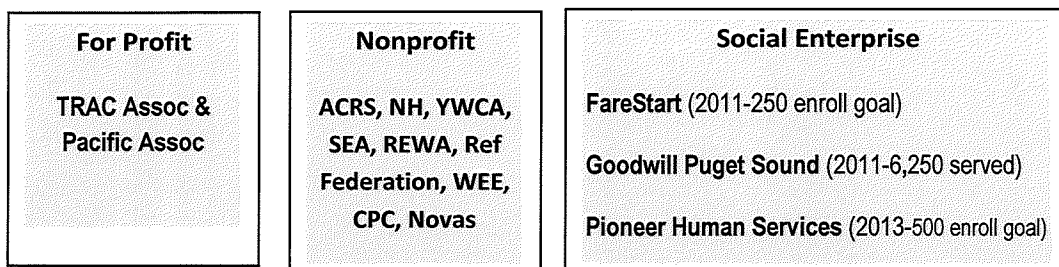 For Profit
TRAC Assoc &
Pacific Assoc
Nonprofit
ACRS, NH, YWCA,
SEA, REWA, Ref
Federation, WEE,
CPC, Novas
Social Enterprise
FareStart (2011-250 enroll goal)
Goodwill Puget Sound (2011-6,250 served)
Pioneer Human Services (2013-500 enroll goal)